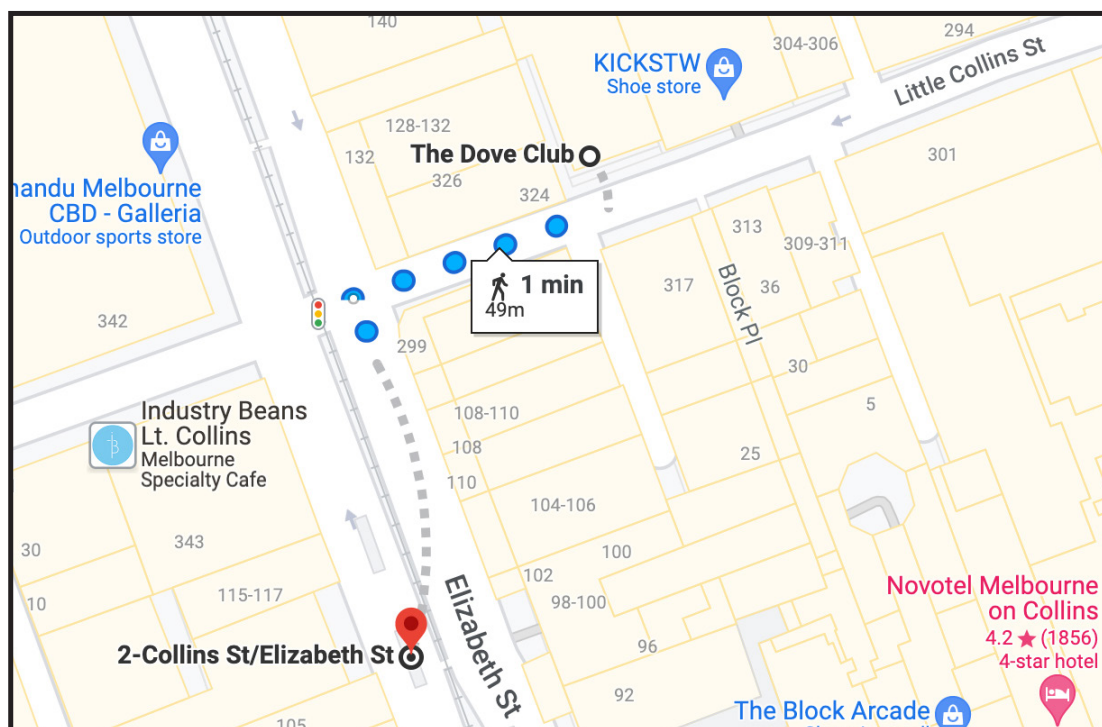 140
304-306
294
KICKSTW
Shoe store
Little Collins St
128-132
132
The Dove Club
326
324
301
nandu Melbourne
CBD - Galleria
Outdoor sports store
313
309-311
317
Block Pl
36
1 min
49m
342
299
30
5
Industry Beans
Lt. Collins
Melbourne
Specialty Cafe
108-110
108
110
25
104-106
343
30
100
102
115-117
10
98-100
Elizabeth St
Novotel Melbourne
on Collins
4.2 ★ (1856)
4-star hotel
96
2-Collins St/Elizabeth St
92
105
The Block Arcade